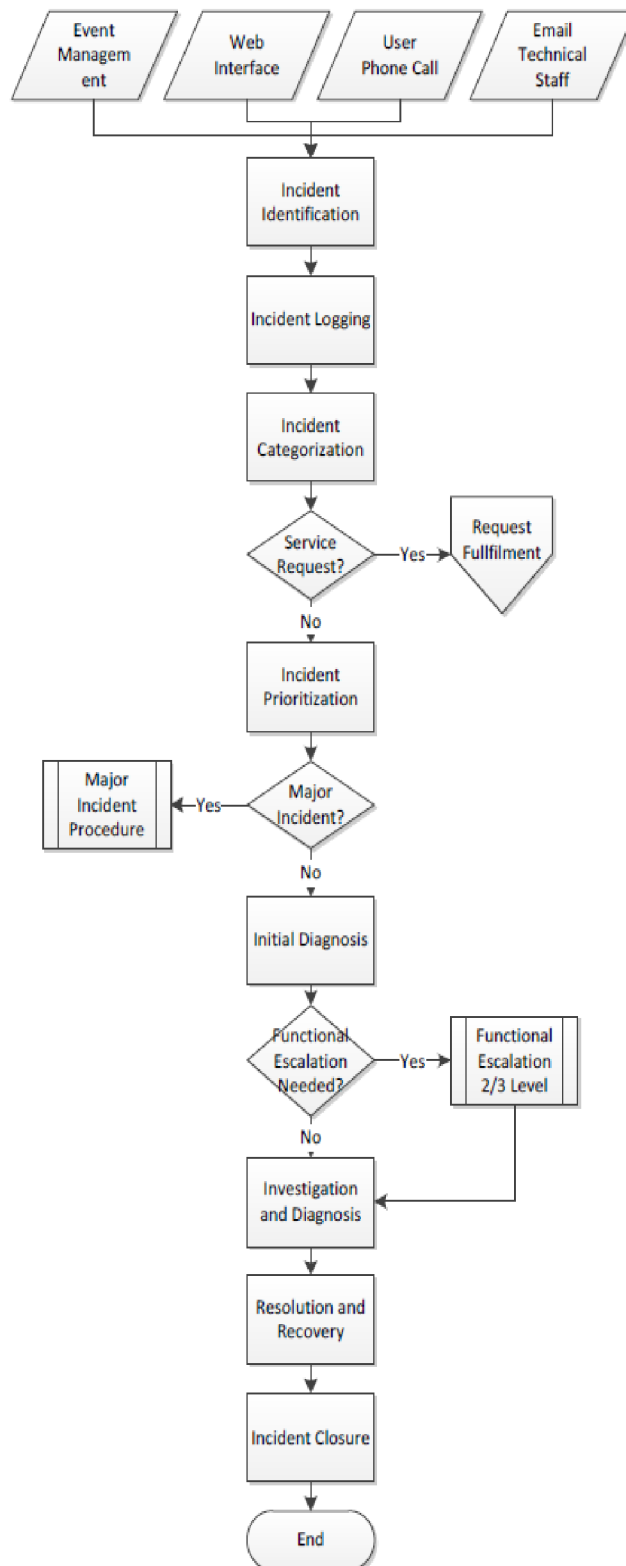 Event
Managem
ent
Web
Interface
User
Phone Call
Email
Technical
Staff
Incident
Identification
Incident Logging
Incident
Categorization
Service
Request?
Yes
Request
Fullfilment
No
Incident
Prioritization
Major
Incident
Procedure
Yes
Major
Incident?
No
Initial Diagnosis
Functional
Escalation
Needed?
Yes
Functional
Escalation
2/3 Level
No
Investigation
and Diagnosis
Resolution and
Recovery
Incident Closure
End